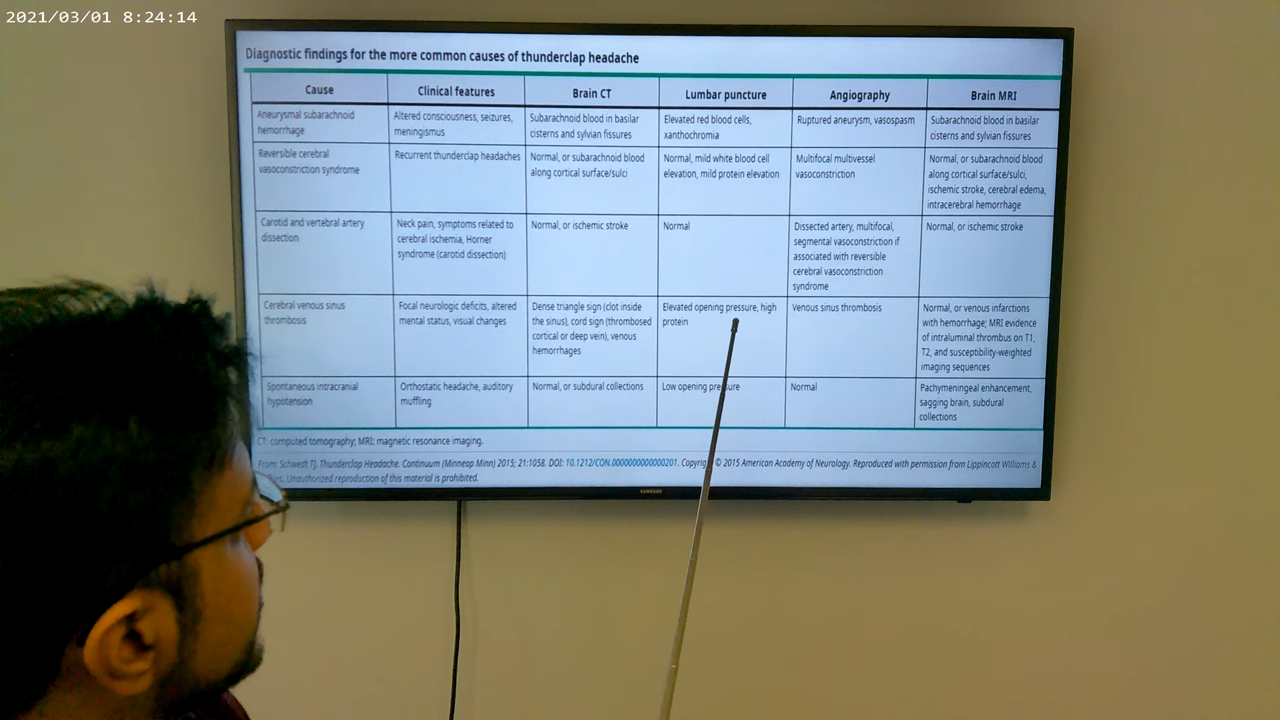 2021/03/01 8:24:14
Diagnostic findings for the more common causes of thunderclap headache
Cause
Clinical features
Brain CT
Lumbar puncture
Angiography
Brain MRI
Aneurysmal subarachnoid
hemorrhage
Altered consciousness, seizures,
meningismus
Subarachnoid blood in basilar
cisterns and sylvian fissures
Elevated red blood cells,
xanthochromia
Ruptured aneurysm, vasospasm
Subarachnoid blood in basilar
cisterns and sylvian fissures
Reversible cerebral
vasoconstriction syndrome
Recurrent thunderclap headaches
Normal, or subarachnoid blood
along cortical surface/sulci
Normal, mild white blood cell
elevation, mild protein elevation
Multifocal multivessel
vasoconstriction
Normal, or subarachnoid blood
along cortical surface/sulci,
ischemic stroke, cerebral edema,
intracerebral hemorrhage
Carotid and vertebral artery
dissection
Neck pain, symptoms related to
cerebral ischemia, Horner
syndrome (carotid dissection)
Normal, or ischemic stroke
Normal
Dissected artery, multifocal,
segmental vasoconstriction if
associated with reversible
cerebral vasoconstriction
syndrome
Normal, or ischemic stroke
Cerebral venous sinus
thrombosis
Focal neurologic deficits, altered
mental status, visual changes
Dense triangle sign (clot inside
the sinus), cord sign (thrombosed
cortical or deep vein), venous
hemorrhages
Elevated opening pressure, high
protein
Venous sinus thrombosis
Normal, or venous infarctions
with hemorrhage; MRI evidence
of intraluminal thrombus on T1,
T2, and susceptibility-weighted
imaging sequences
Spontaneous intracranial
hypotension
Orthostatic headache, auditory
muffling
Normal, or subdural collections
Low opening pressure
Normal
Pachymeningeal enhancement,
sagging brain, subdural
collections
CT: computed tomography; MRI: magnetic resonance imaging.
From: Schwedt TJ. Thunderclap Headache. Continuum (Minneap Minn) 2015; 21:1058. DOI: 10.1212/CON.0000000000000201. Copyright © 2015 American Academy of Neurology. Reproduced with permission from Lippincott Williams &
Unauthorized reproduction of this material is prohibited.
SAMSUNG